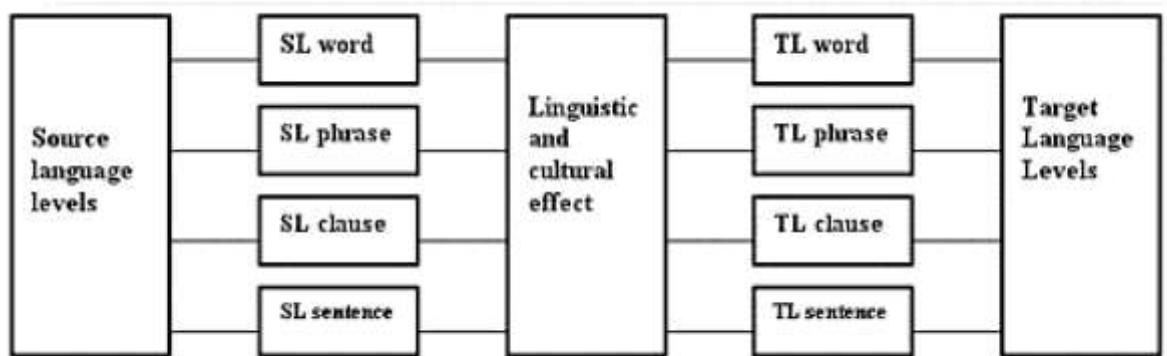 Source
language
levels
SL word
SL phrase
SL clause
SL sentence
Linguistic
and
cultural
effect
TL word
TL phrase
TL clause
TL sentence
Target
Language
Levels